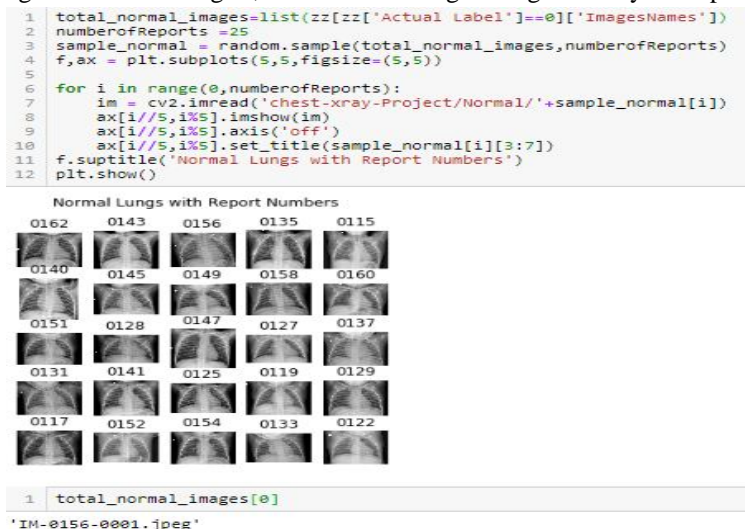 1 total_normal_images=list(zz[zz['Actual Label']==0]['ImagesNames'])
2 numberofReports =25
3 sample_normal = random.sample(total_normal_images,numberofReports)
4 f,ax = plt.subplots(5,5,figsize=(5,5))
5
6 for i in range(0,numberofReports):
7     im = cv2.imread('chest-xray-Project/Normal/'+sample_normal[i])
8     ax[i//5,i%5].imshow(im)
9     ax[i//5,i%5].axis('off')
10     ax[i//5,i%5].set_title(sample_normal[i][3:7])
11 f.suptitle('Normal Lungs with Report Numbers')
12 plt.show()
Normal Lungs with Report Numbers
0162 0143 0156 0135 0115
0140 0145 0149 0158 0160
0151 0128 0147 0127 0137
0131 0141 0125 0119 0129
0117 0152 0154 0133 0122
1 total_normal_images[0]
'IM-0156-0001.jpeg'